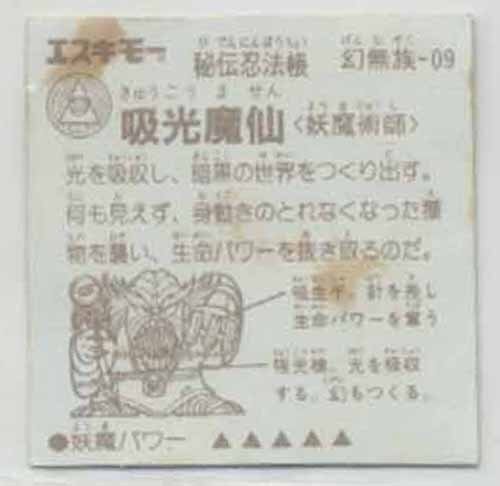 エスキモー 秘伝忍法帳 幻無族-09
吸光魔仙〈妖魔術師〉
光を吸収し、暗黒の世界をつくり出す。
何も見えず、身動きのとれなくなった獲
物を襲い、生命パワーを抜き取るのだ。
吸生平、針を刺し
生命パワーを奪う
吸光棒、光を吸収
する。幻もつくる。
●妖魔パワー ▲▲▲▲▲